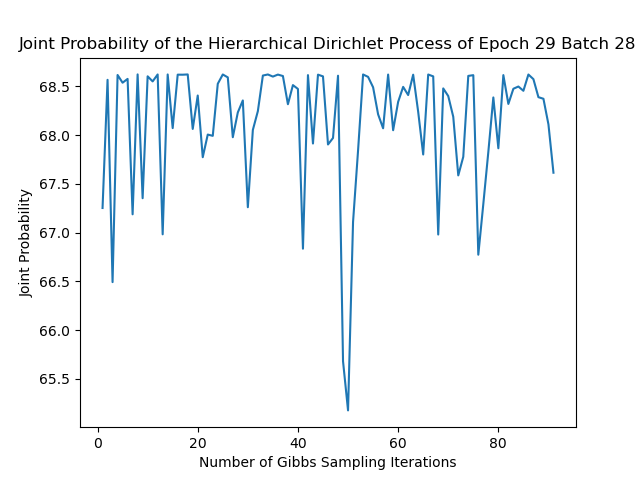 Joint Probability of the Hierarchical Dirichlet Process of Epoch 29 Batch 28
68.5
68.0
67.5
67.0
66.5
66.0
65.5
Joint Probability
0 20 40 60 80
Number of Gibbs Sampling Iterations